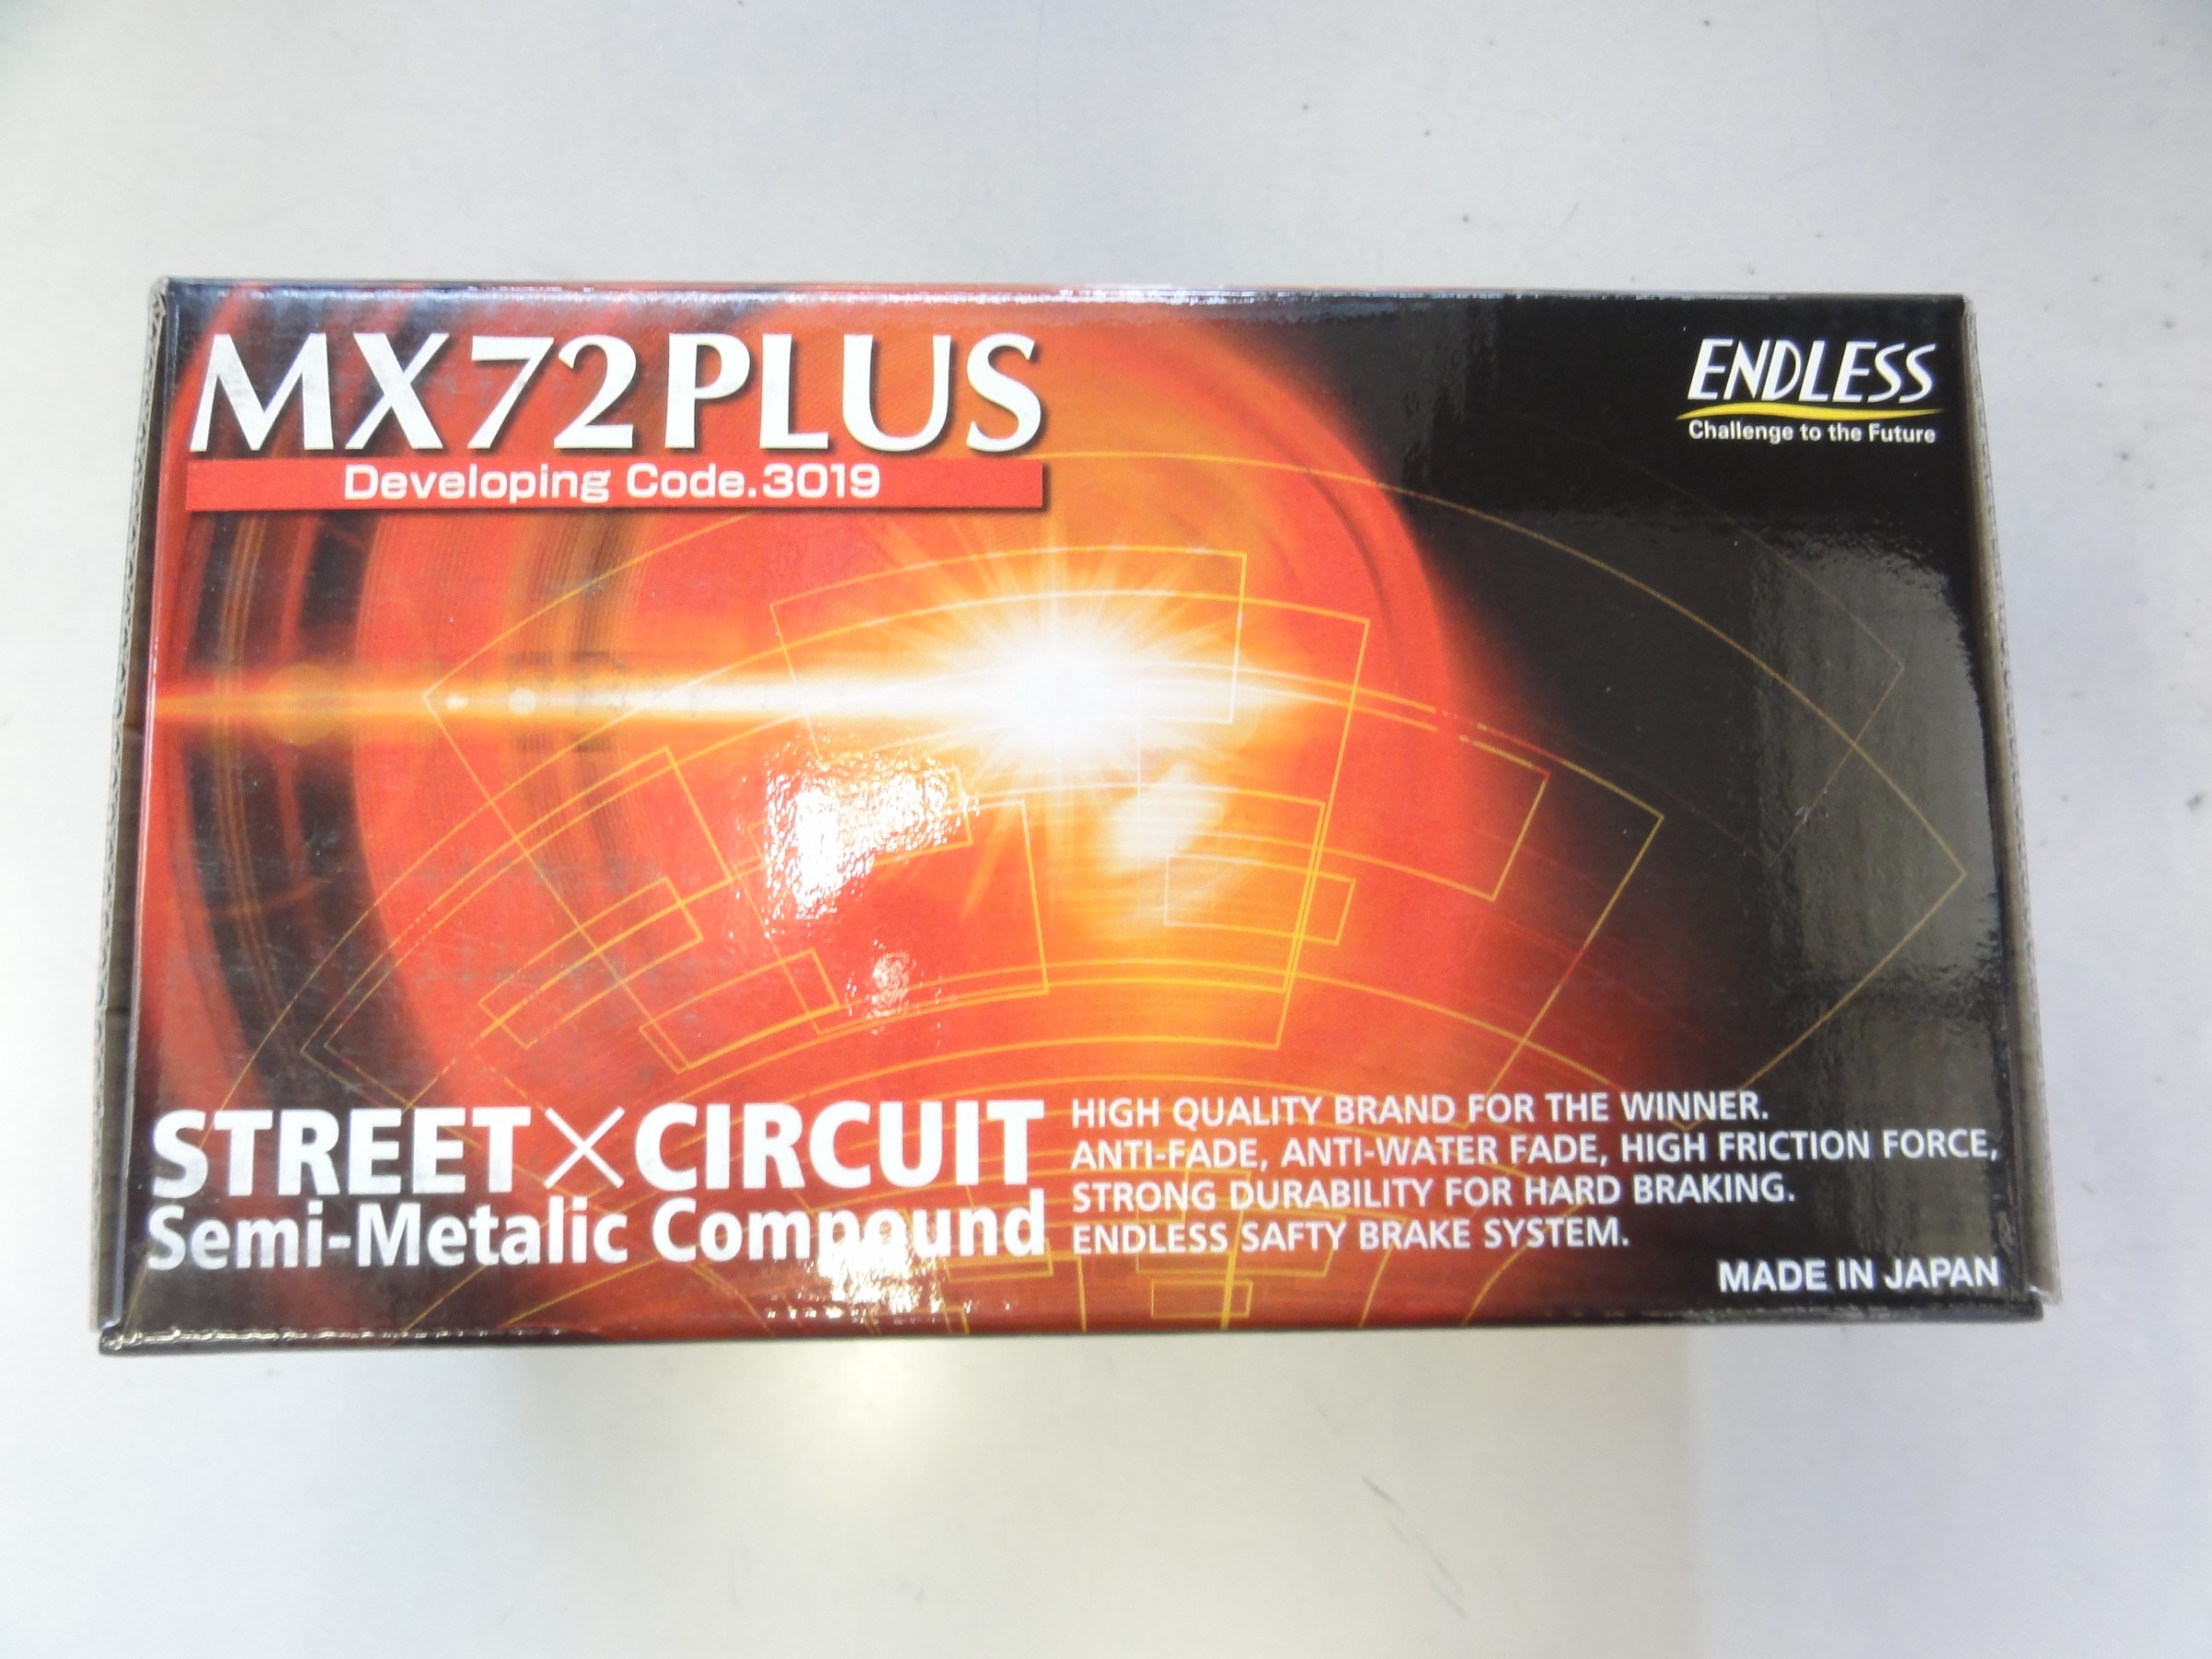 MX72PLUS
Developing Code.3019
ENDLESS
Challenge to the Future
STREET×CIRCUIT
Semi-Metalic Compound
HIGH QUALITY BRAND FOR THE WINNER.
ANTI-FADE, ANTI-WATER FADE, HIGH FRICTION FORCE,
STRONG DURABILITY FOR HARD BRAKING.
ENDLESS SAFTY BRAKE SYSTEM.
MADE IN JAPAN